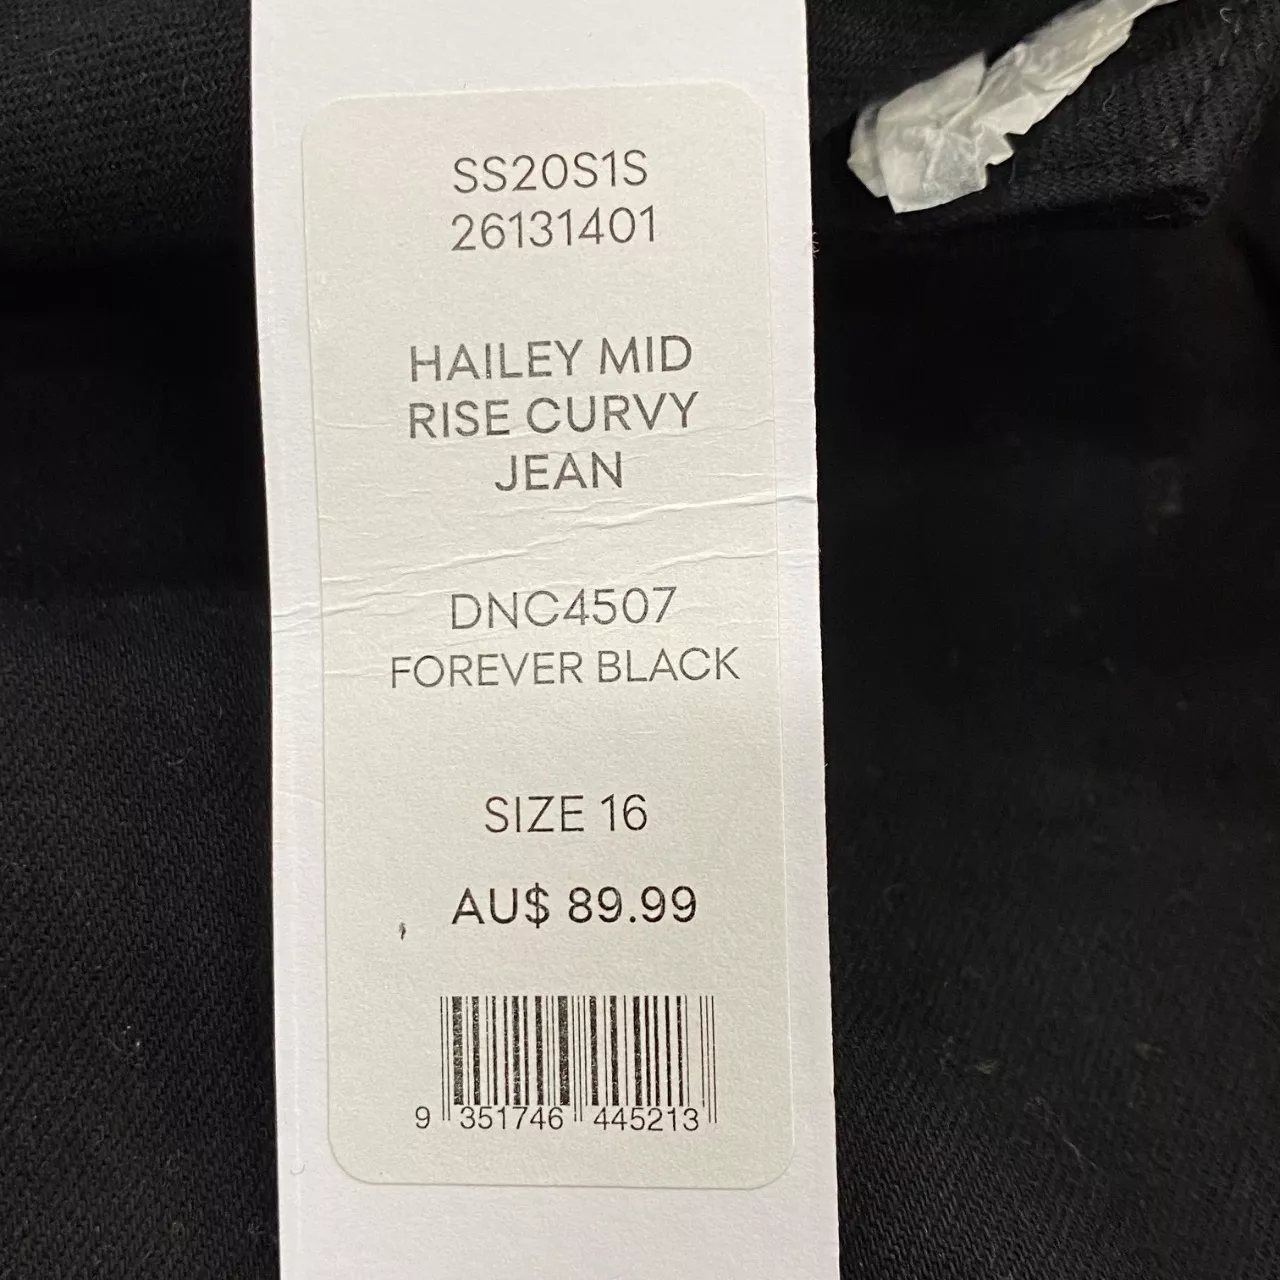 SS20S1S
26131401
HAILEY MID
RISE CURVY
JEAN
DNC4507
FOREVER BLACK
SIZE 16
AU$ 89.99
9 351746 445213